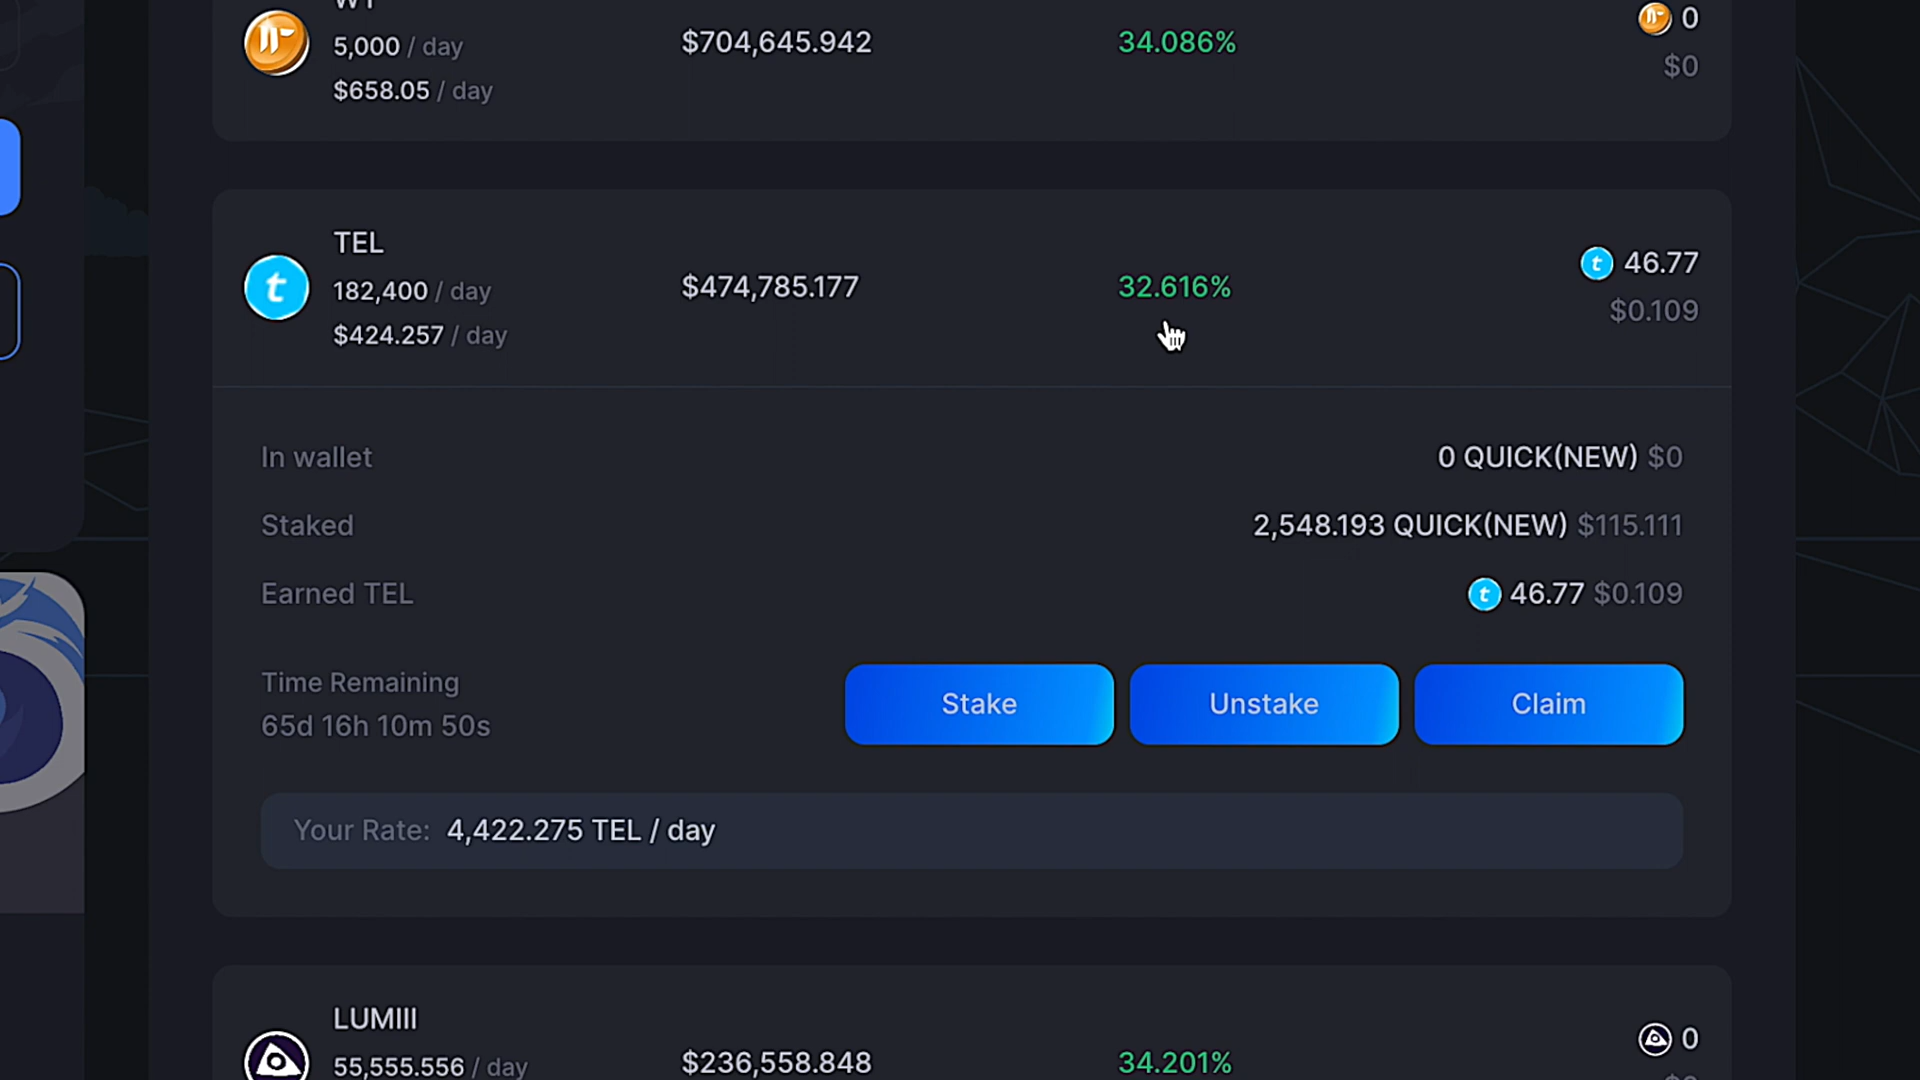 WT
5,000 / day
$658.05 / day
$704,645.942
34.086%
0
$0
TEL
182,400 / day
$424.257 / day
$474,785.177
32.616%
46.77
$0.109
In wallet
0 QUICK(NEW) $0
Staked
2,548.193 QUICK(NEW) $115.111
Earned TEL
46.77 $0.109
Time Remaining
65d 16h 10m 50s
Stake
Unstake
Claim
Your Rate: 4,422.275 TEL / day
LUMIII
55,555.556 / day
$236,558.848
34.201%
0